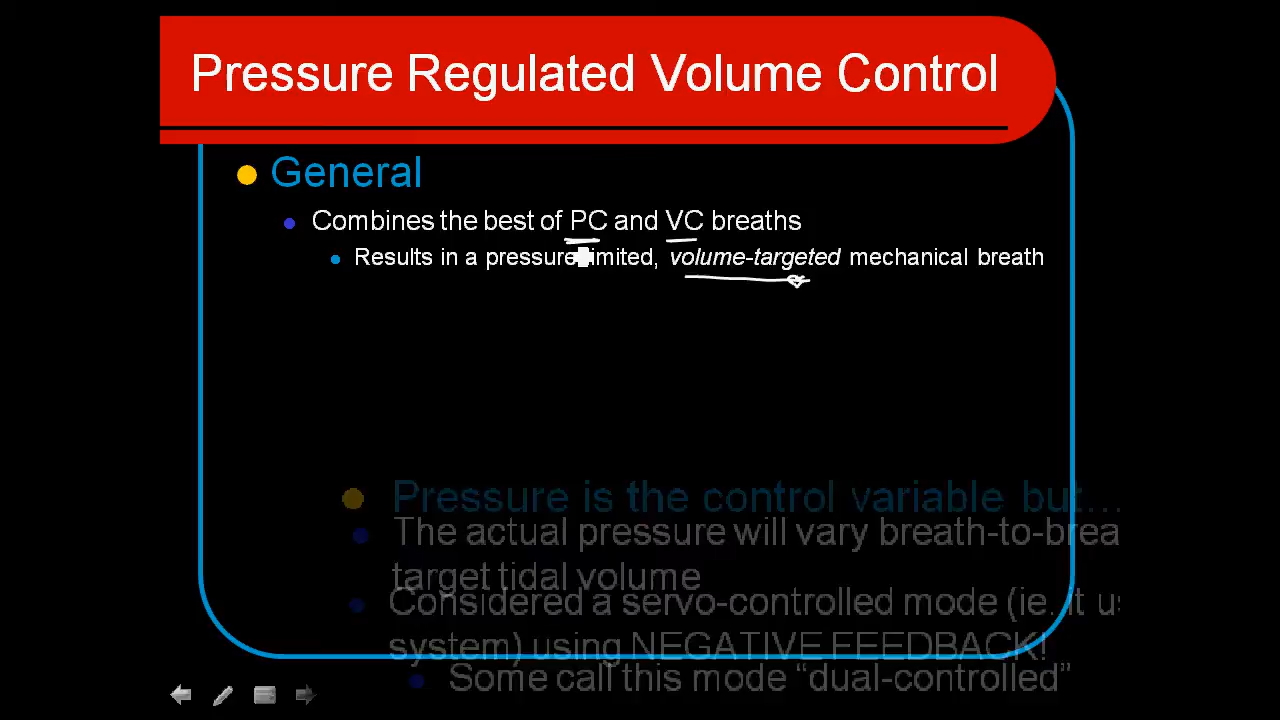 Pressure Regulated Volume Control
General
Combines the best of PC and VC breaths
Results in a pressure limited, volume-targeted mechanical breath
Pressure is the control variable but...
The actual pressure will vary breath-to-brea
target tidal volume
Considered a servo-controlled mode (ie. it u
system) using NEGATIVE FEEDBACK!
Some call this mode “dual-controlled”